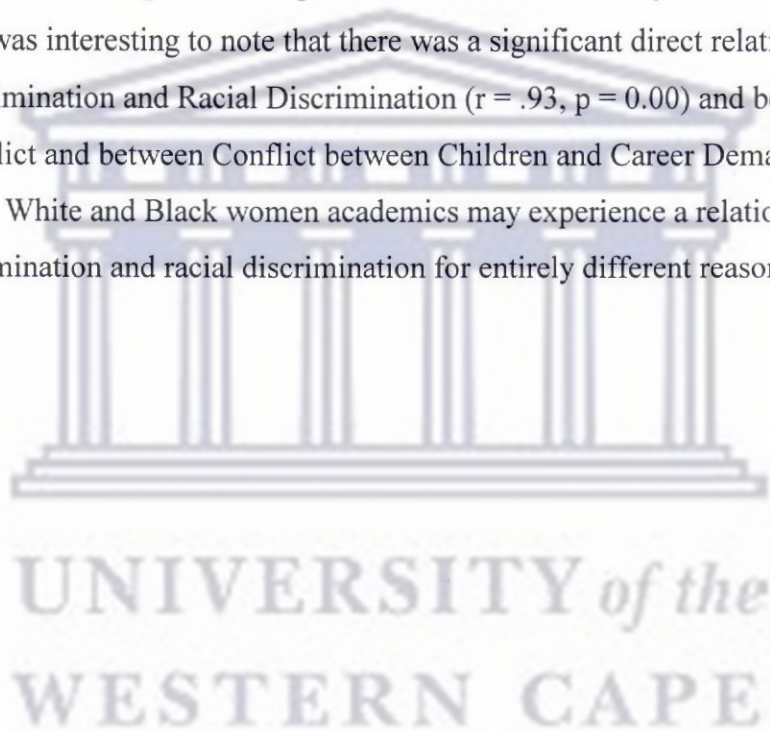 was interesting to note that there was a significant direct relati
mination and Racial Discrimination (r = .93, p = 0.00) and b
lict and between Conflict between Children and Career Dema
White and Black women academics may experience a relatio
mination and racial discrimination for entirely different reason
UNIVERSITY of the
WESTERN CAPE